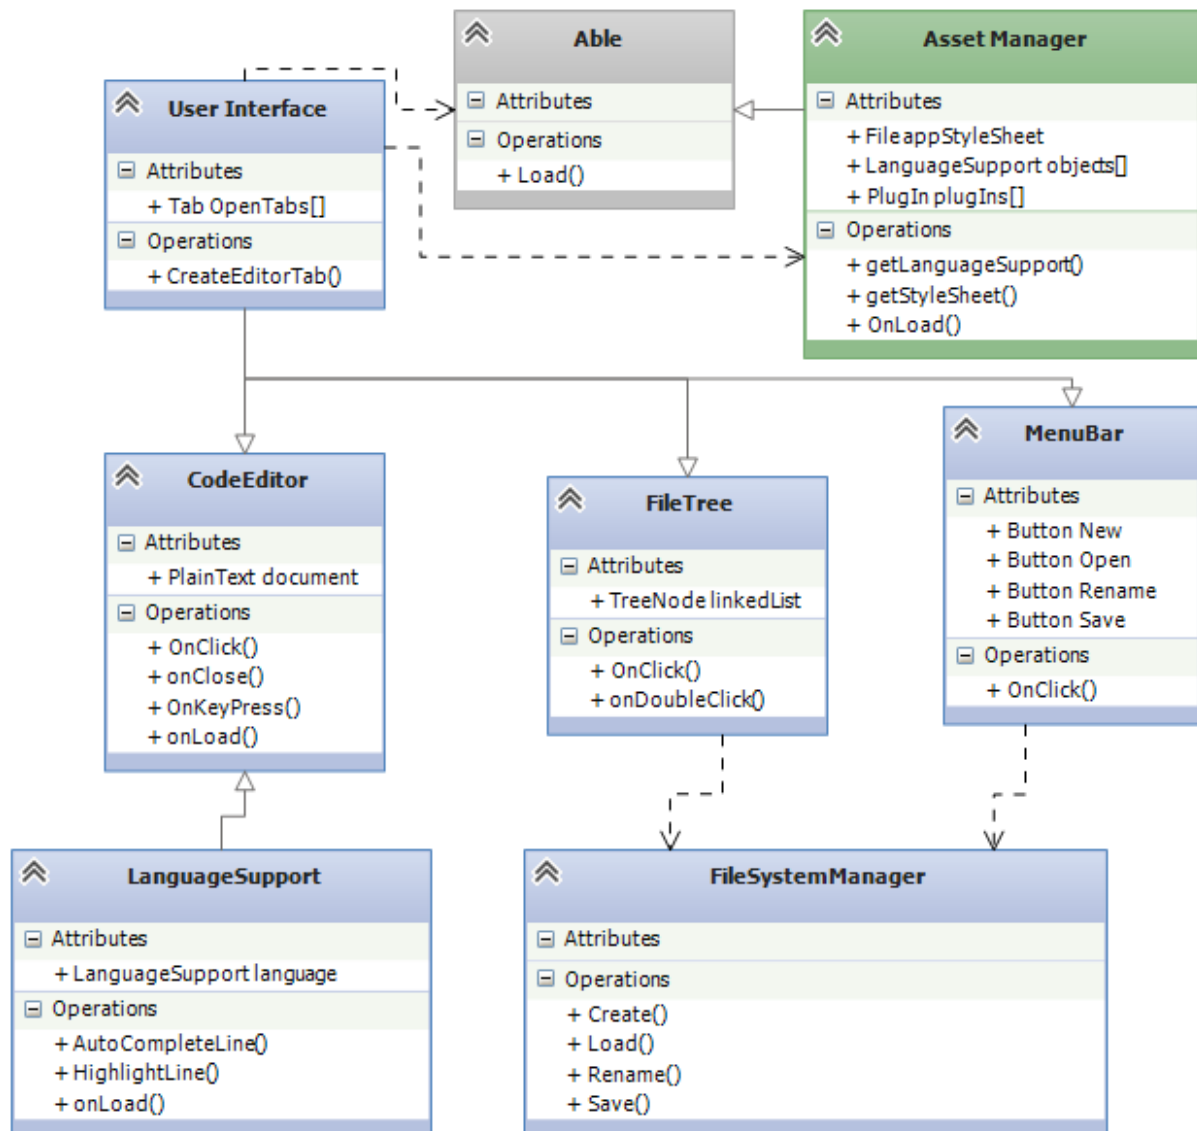 Able
Attributes
Operations
+ Load()
Asset Manager
Attributes
+ File appStyleSheet
+ LanguageSupport objects[]
+ PlugIn plugIns[]
Operations
+ getLanguageSupport()
+ getStyleSheet()
+ OnLoad()
User Interface
Attributes
+ Tab OpenTabs[]
Operations
+ CreateEditorTab()
CodeEditor
Attributes
+ PlainText document
Operations
+ OnClick()
+ onClose()
+ OnKeyPress()
+ onLoad()
FileTree
Attributes
+ TreeNode linkedList
Operations
+ OnClick()
+ onDoubleClick()
MenuBar
Attributes
+ Button New
+ Button Open
+ Button Rename
+ Button Save
Operations
+ OnClick()
LanguageSupport
Attributes
+ LanguageSupport language
Operations
+ AutoCompleteLine()
+ HighlightLine()
+ onLoad()
FileSystemManager
Attributes
Operations
+ Create()
+ Load()
+ Rename()
+ Save()